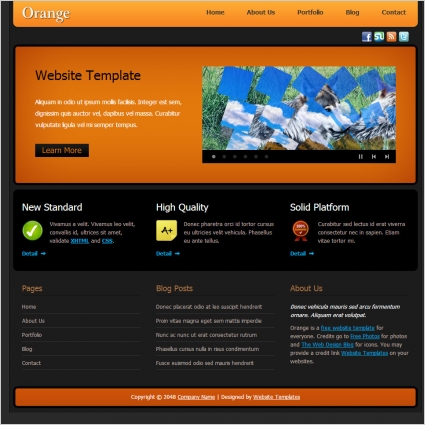 Orange
Home About Us Portfolio Blog Contact
Website Template
Aliquam in odio ut ipsum mollis facilisis. Integer est sem,
dignissim quis auctor vel, dapibus vel massa. Curabitur
vulputate ligula vel mi semper tempus.
Learn More
New Standard
Vivamus a velit. Vivamus leo velit,
convallis id, ultrices sit amet,
validate XHTML and CSS.
Detail
High Quality
A+
Donec pharetra orci id tortor cursus
eu ultrices velit vehicula. Phasellus
eu ante tellus.
Detail
Solid Platform
100%
Curabitur sed lectus id erat viverra
consectetur nec in sapien. Etiam
vitae tortor mi.
Detail
Pages
Home
About Us
Portfolio
Blog
Contact
Blog Posts
Donec placerat odio at leo suscipit hendrerit
Proin vitae magna eget sem mattis imperdie
Nunc ac nunc ut erat consectetur rutrum
Phasellus cursus nulla in risus condimentum
Fusce euismod odio sed mauris hendrerit
About Us
Donec vehicula mauris sed arcu fermentum
ornare. Aliquam erat volutpat.
Orange is a free website template for
everyone. Credits go to Free Photos for photos
and The Web Design Blog for icons. You may
provide a credit link Website Templates on your
websites.
Copyright © 2048 Company Name | Designed by Website Templates